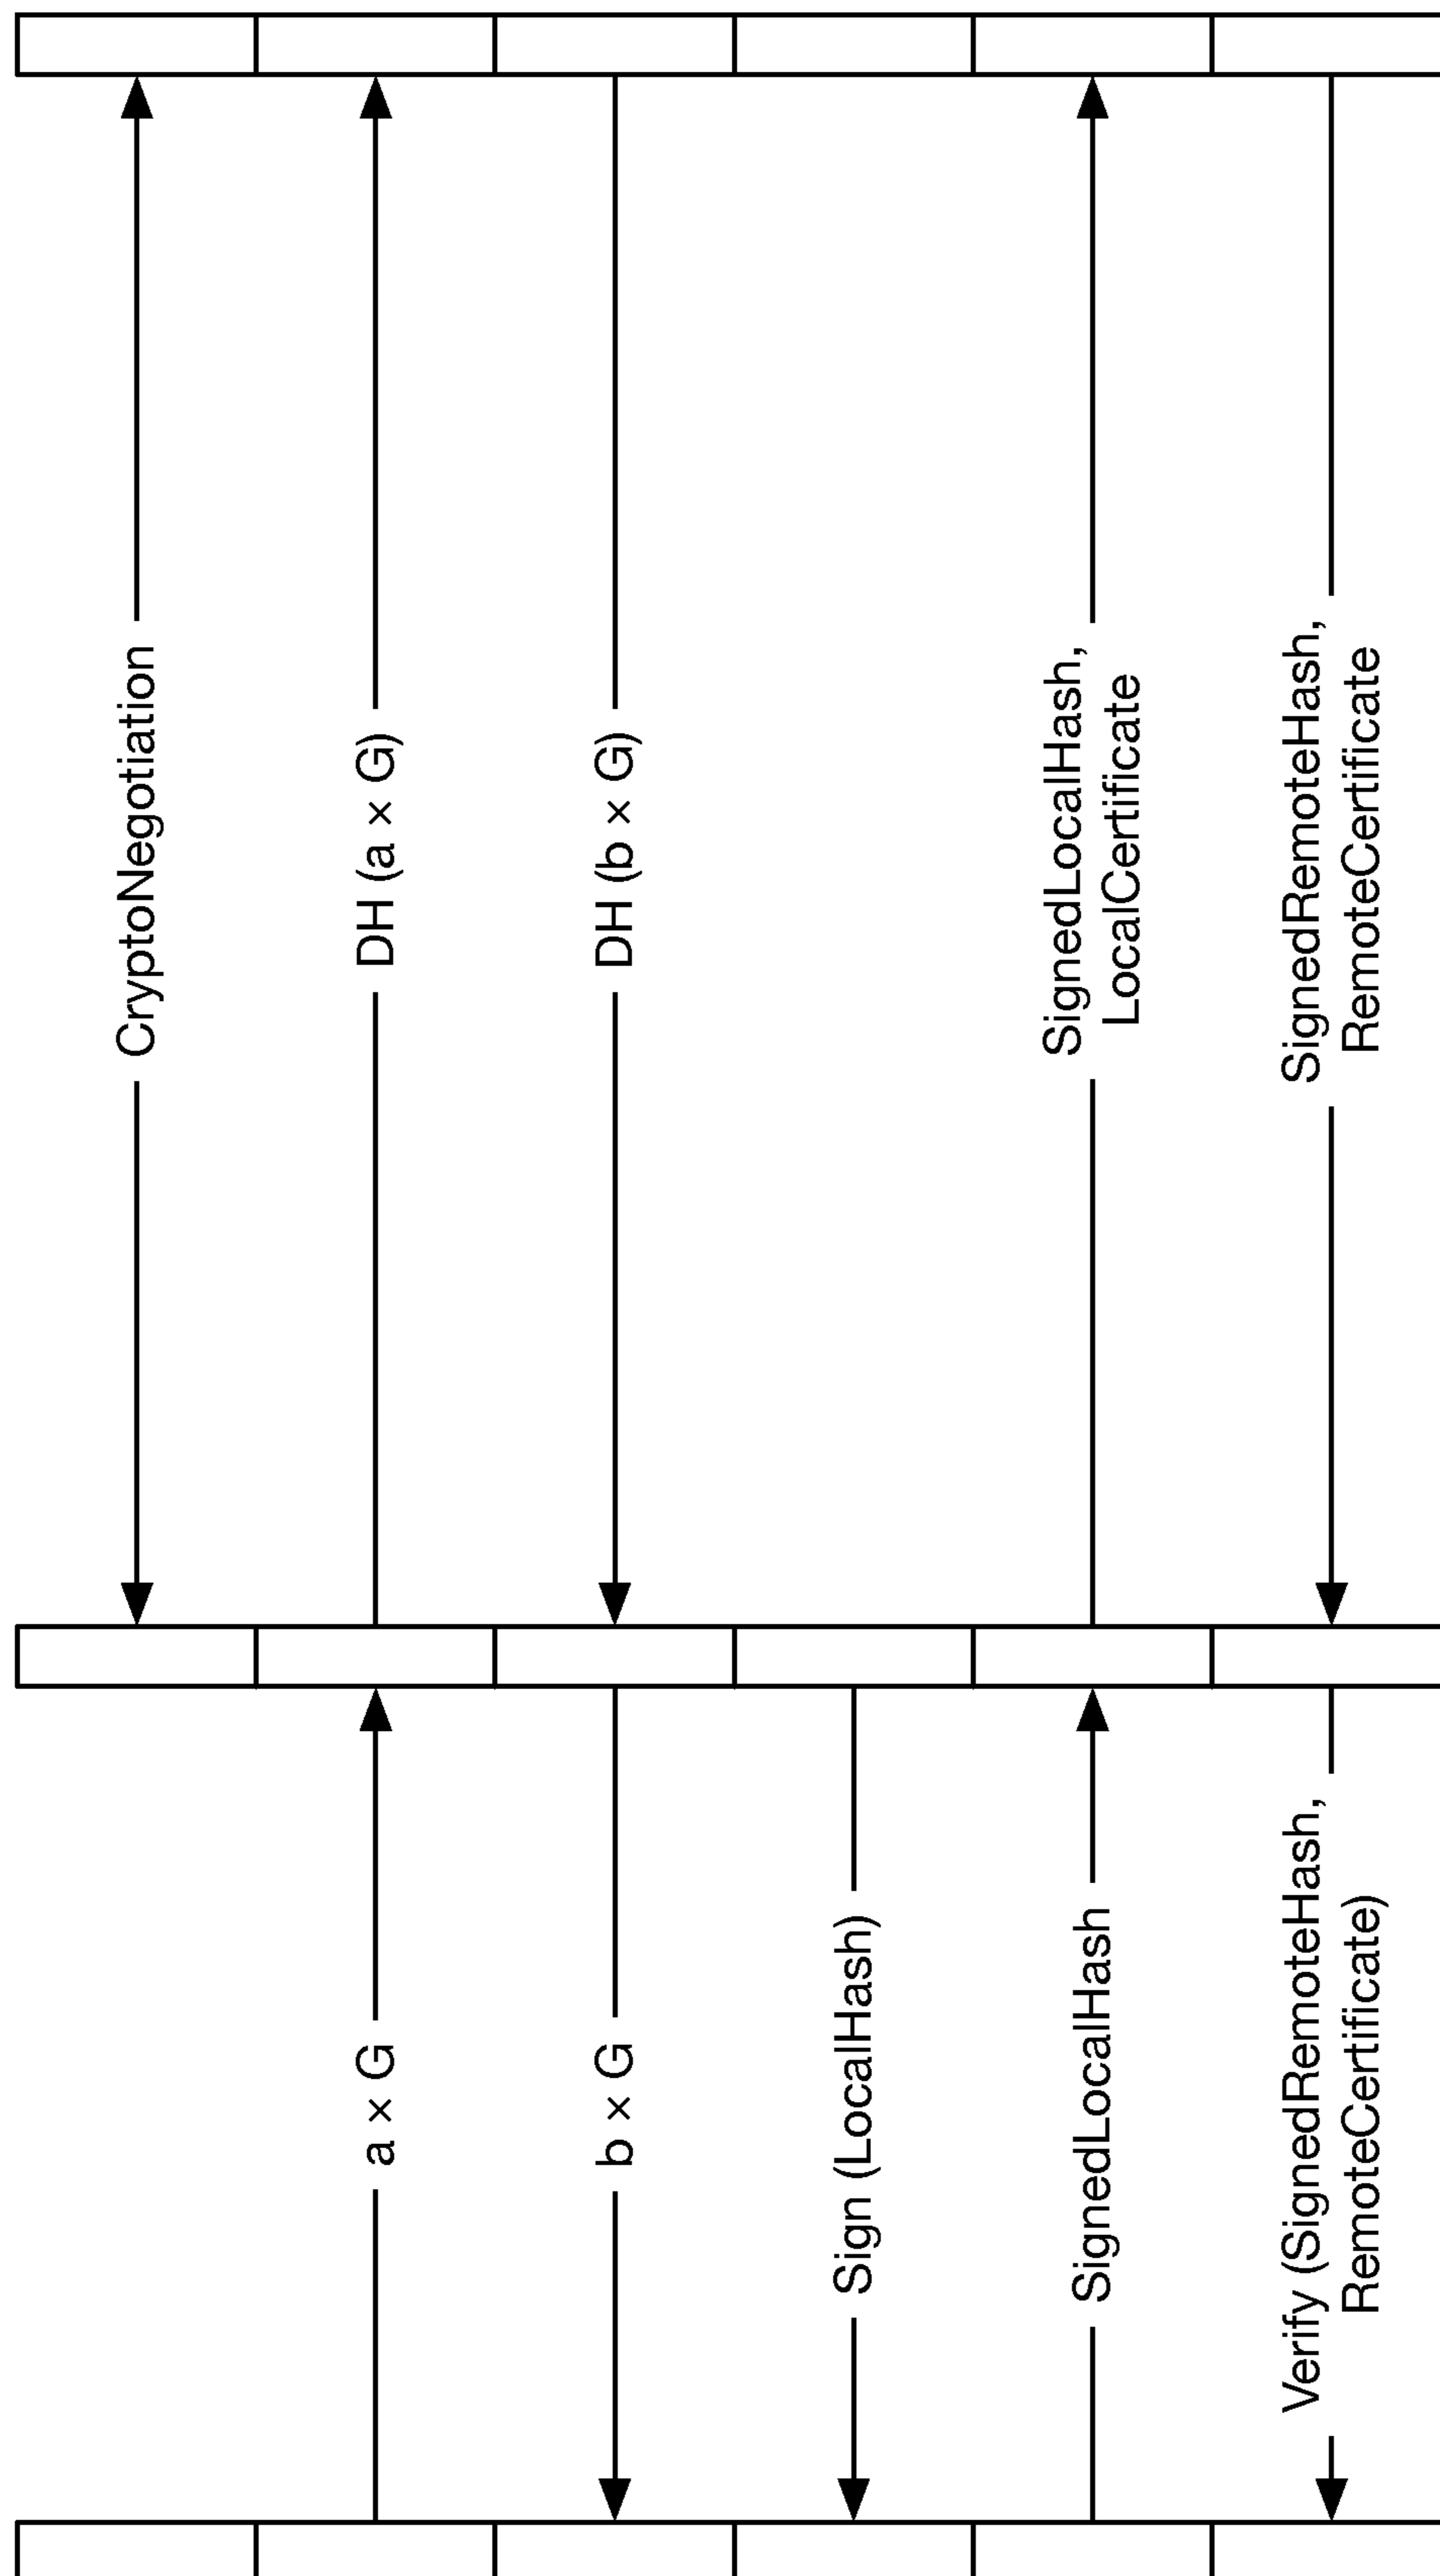 CryptoNegotiation
a × G
DH (a × G)
b × G
DH (b × G)
Sign (LocalHash)
SignedLocalHash
SignedLocalHash,
LocalCertificate
Verify (SignedRemoteHash,
RemoteCertificate)
SignedRemoteHash,
RemoteCertificate